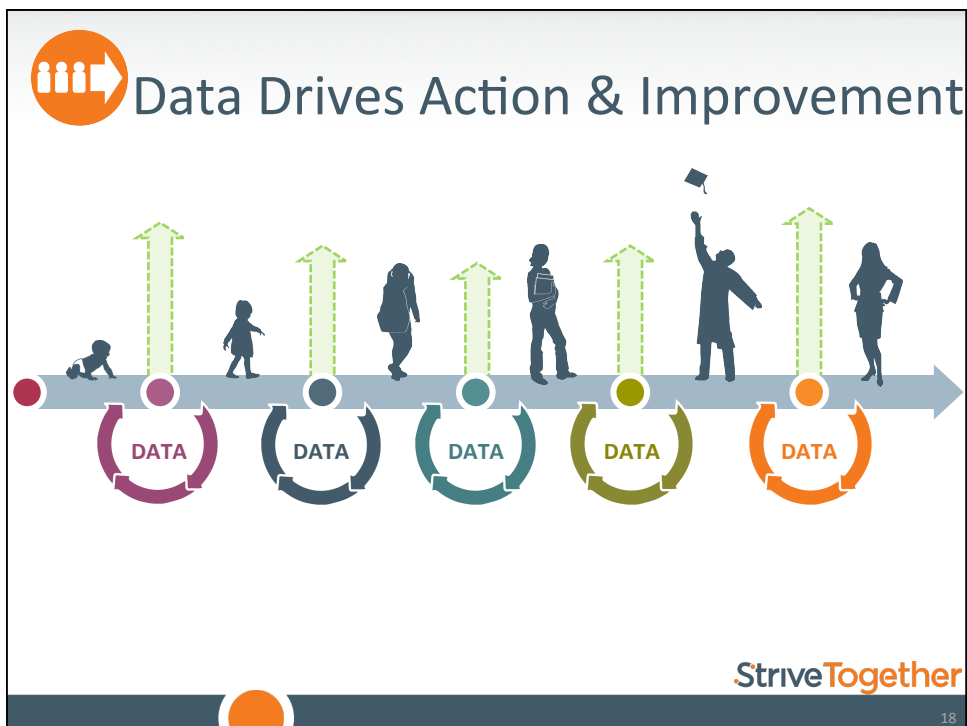 Data Drives Action & Improvement
DATA
DATA
DATA
DATA
DATA
StriveTogether
18